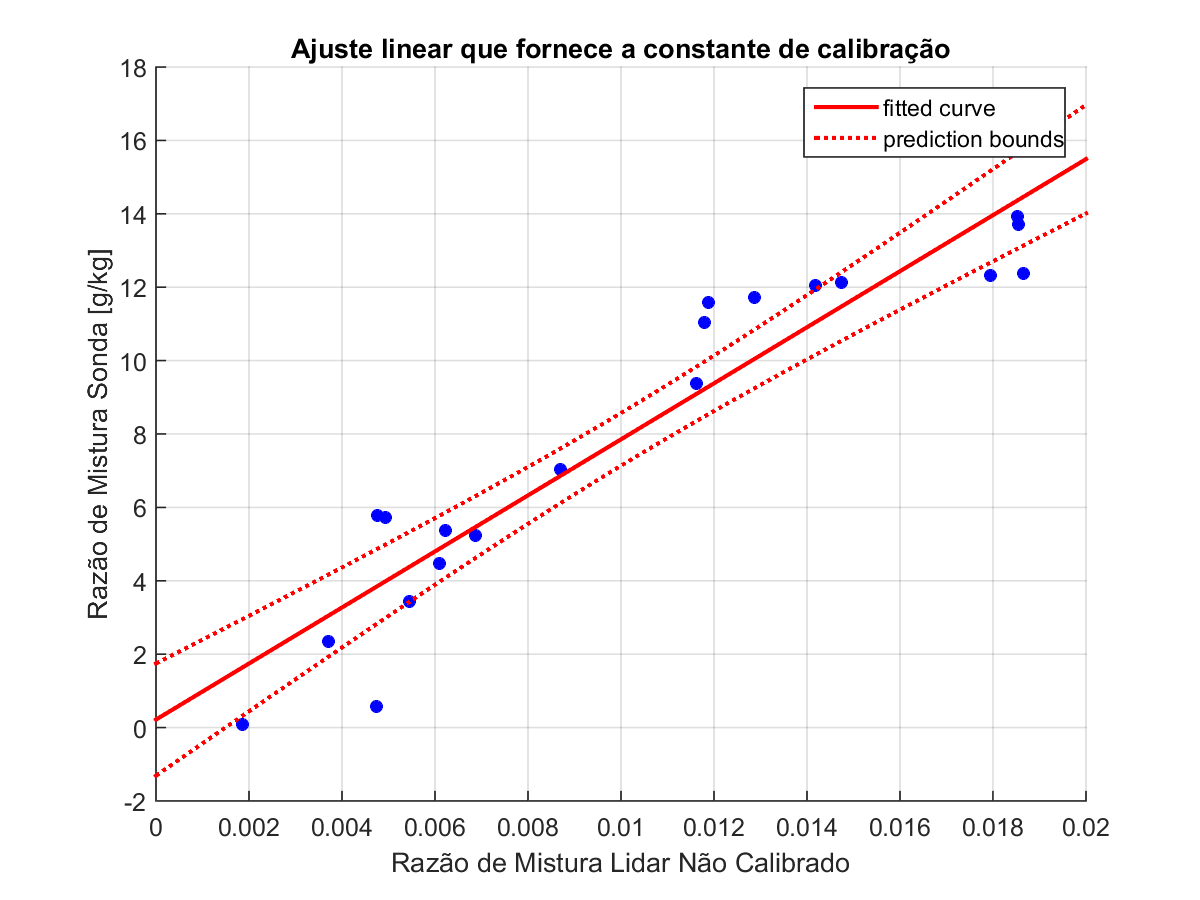 Ajuste linear que fornece a constante de calibração
fitted curve
prediction bounds
18
16
14
12
10
8
6
4
2
0
-2
0 0.002 0.004 0.006 0.008 0.01 0.012 0.014 0.016 0.018 0.02
Razão de Mistura Sonda [g/kg]
Razão de Mistura Lidar Não Calibrado